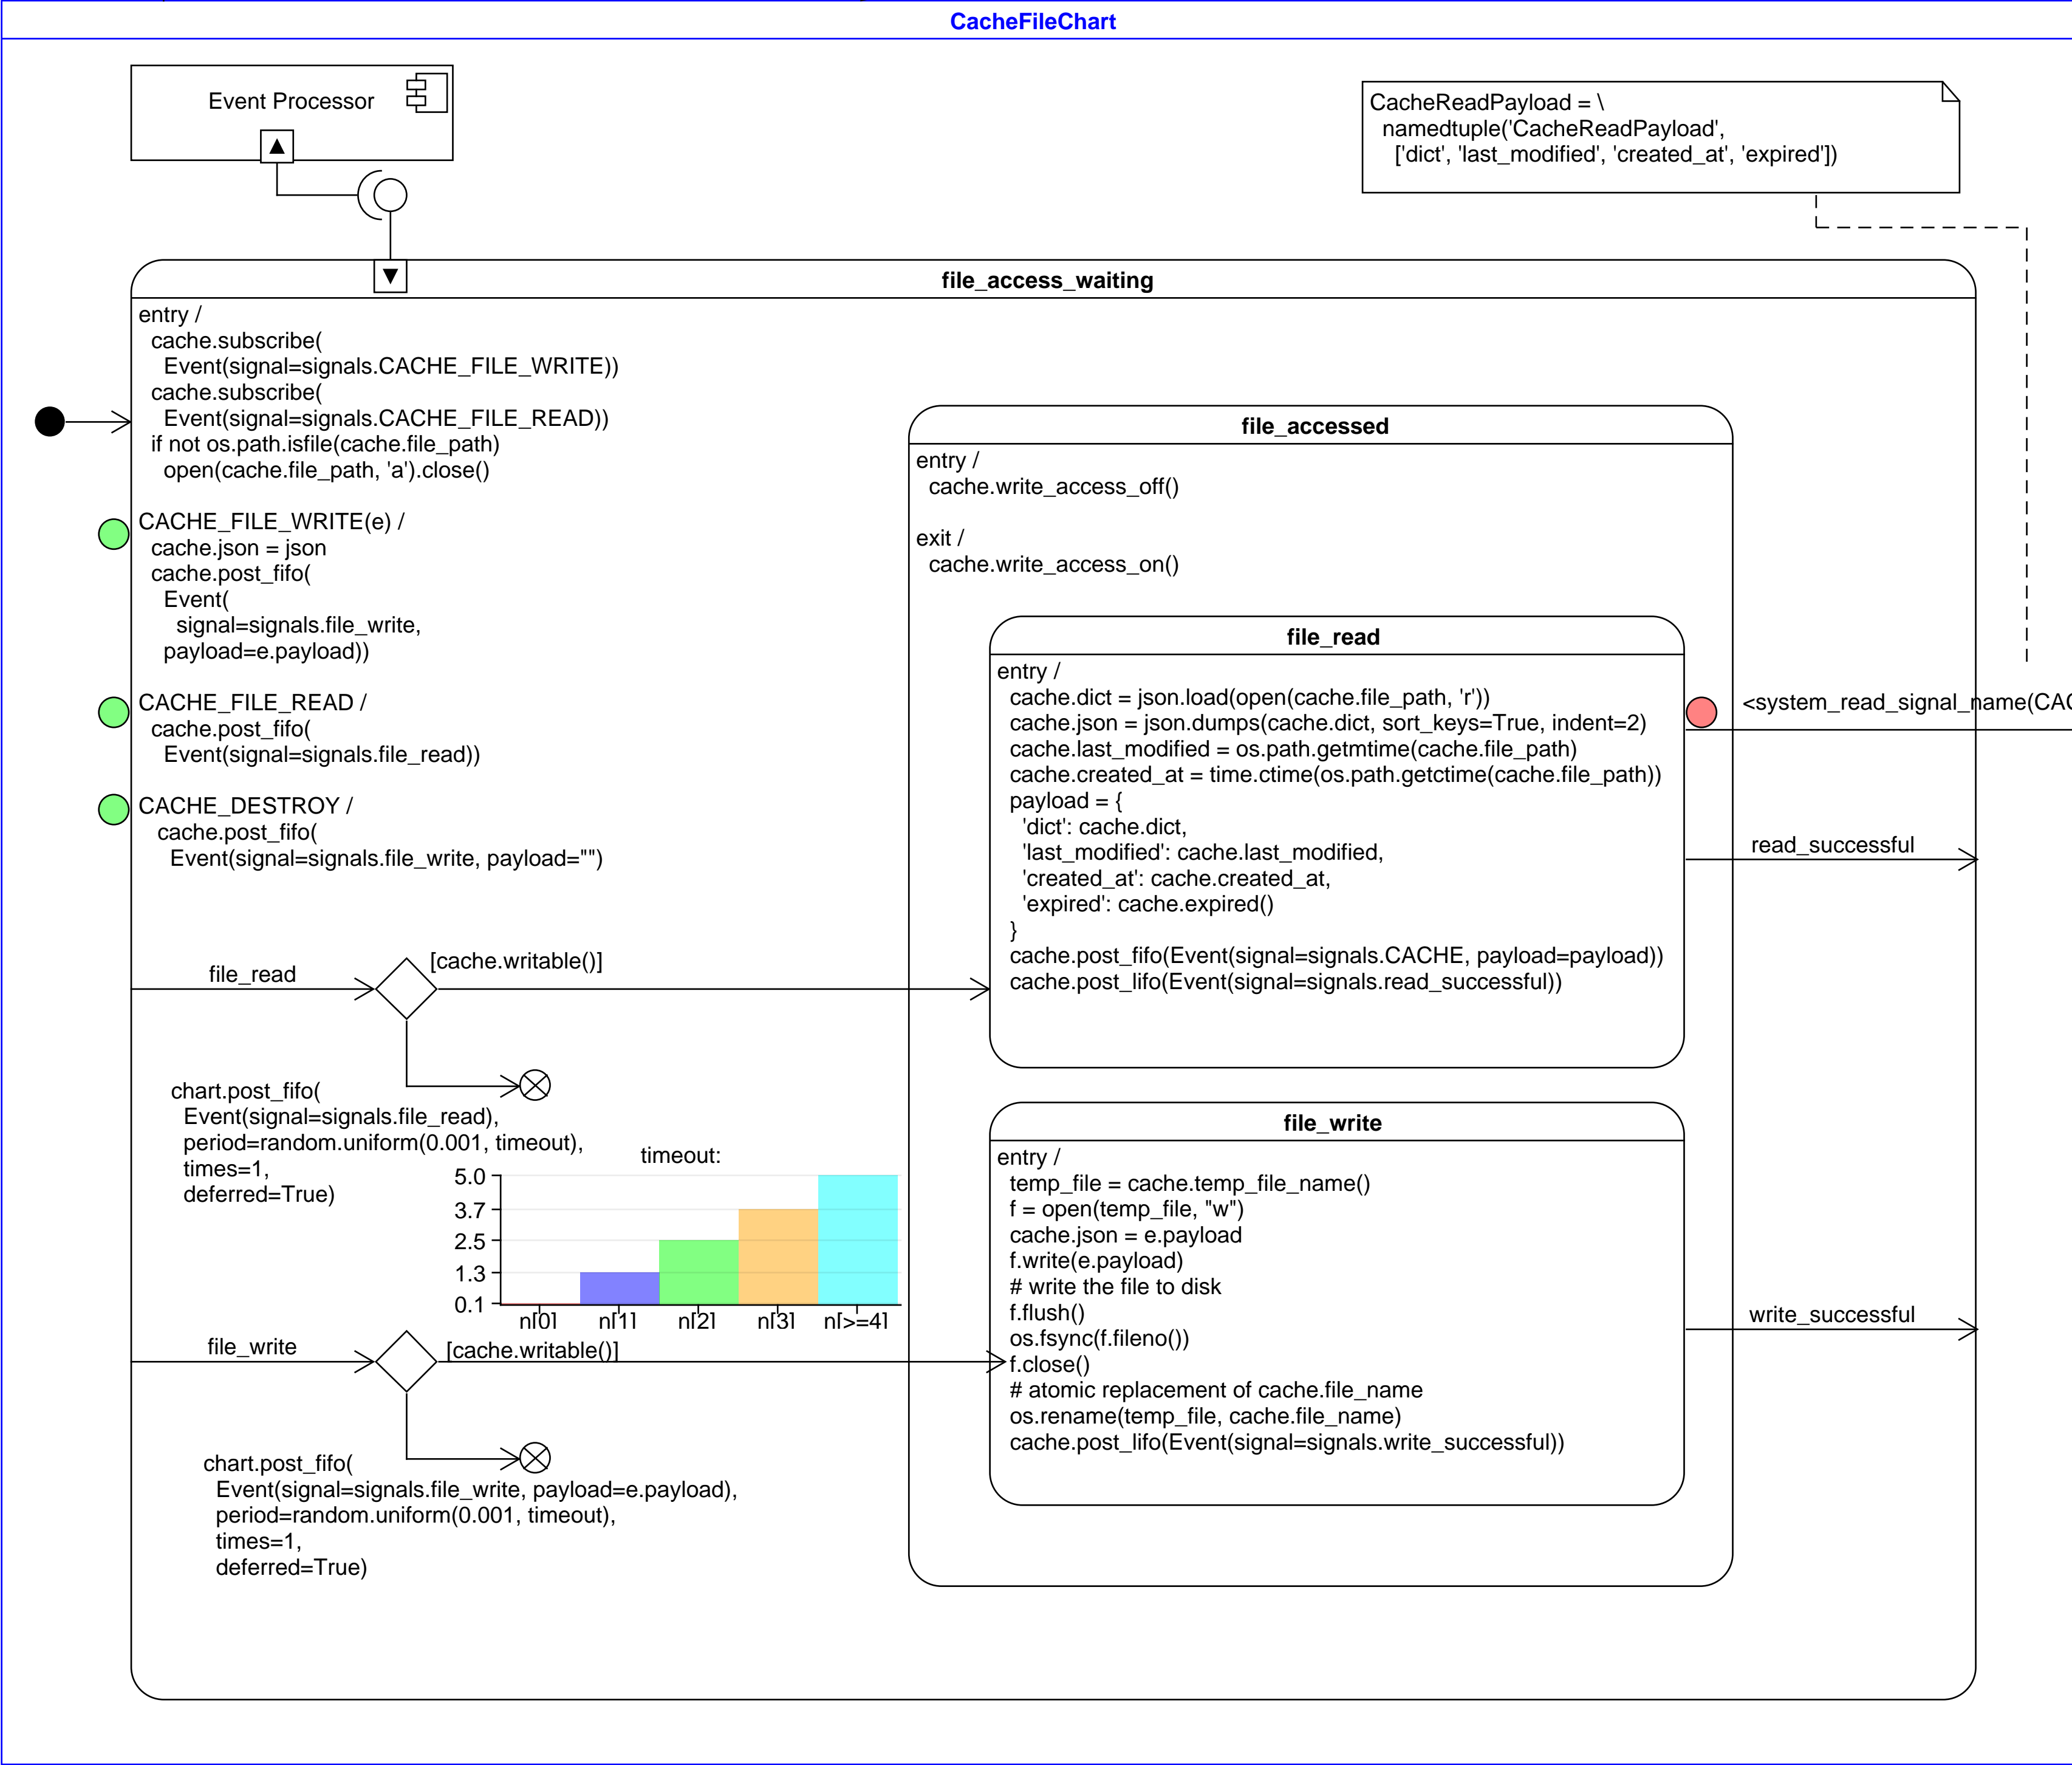 CacheFileChart
Event Processor
CacheReadPayload = \
namedtuple('CacheReadPayload',
['dict', 'last_modified', 'created_at', 'expired'])
file_access_waiting
entry /
cache.subscribe(
Event(signal=signals.CACHE_FILE_WRITE))
cache.subscribe(
Event(signal=signals.CACHE_FILE_READ))
if not os.path.isfile(cache.file_path)
open(cache.file_path, 'a').close()
CACHE_FILE_WRITE(e) /
cache.json = json
cache.post_fifo(
Event(
signal=signals.file_write,
payload=e.payload))
CACHE_FILE_READ /
cache.post_fifo(
Event(signal=signals.file_read))
CACHE_DESTROY /
cache.post_fifo(
Event(signal=signals.file_write, payload="")
file_accessed
entry /
cache.write_access_off()
exit /
cache.write_access_on()
file_read
entry /
cache.dict = json.load(open(cache.file_path, 'r'))
cache.json = json.dumps(cache.dict, sort_keys=True, indent=2)
cache.last_modified = os.path.getmtime(cache.file_path)
cache.created_at = time.ctime(os.path.getctime(cache.file_path))
payload = {
'dict': cache.dict,
'last_modified': cache.last_modified,
'created_at': cache.created_at,
'expired': cache.expired()
}
cache.post_fifo(Event(signal=signals.CACHE, payload=payload))
cache.post_lifo(Event(signal=signals.read_successful))
<system_read_signal_name(CAC
read_successful
file_read
[cache.writable()]
chart.post_fifo(
Event(signal=signals.file_read),
period=random.uniform(0.001, timeout),
times=1,
deferred=True)
timeout:
5.0
3.7
2.5
1.3
0.1
n[0]
n[1]
n[2]
n[3]
n[>=4]
file_write
[cache.writable()]
chart.post_fifo(
Event(signal=signals.file_write, payload=e.payload),
period=random.uniform(0.001, timeout),
times=1,
deferred=True)
file_write
entry /
temp_file = cache.temp_file_name()
f = open(temp_file, "w")
cache.json = e.payload
f.write(e.payload)
# write the file to disk
f.flush()
os.fsync(f.fileno())
f.close()
# atomic replacement of cache.file_name
os.rename(temp_file, cache.file_name)
cache.post_lifo(Event(signal=signals.write_successful))
write_successful